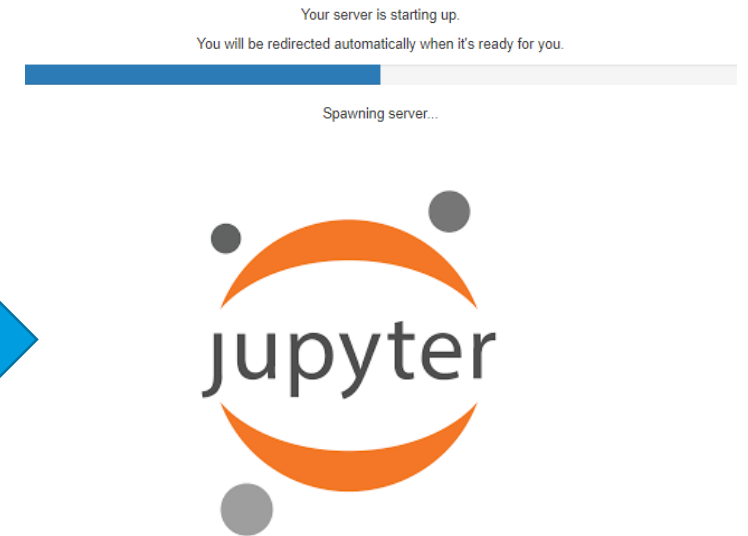 Your server is starting up.
You will be redirected automatically when it's ready for you.
Spawning server...
jupyter